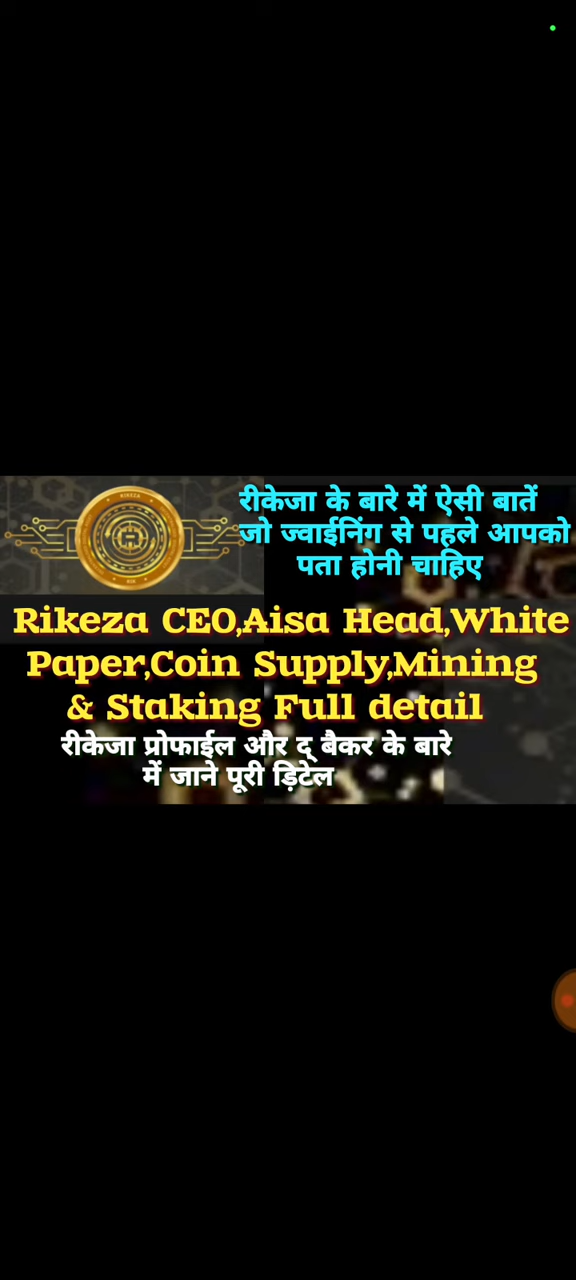 रीकेजा के बारे में ऐसी बातें
जो ज्वाईनिंग से पहले आपको
पता होनी चाहिए
REKEZA
Rikeza CEO,Aisa Head,White
Paper,Coin Supply,Mining
& Staking Full detail
रीकेजा प्रोफाईल और द् बैकर के बारे
में जाने पूरी ड़िटेल